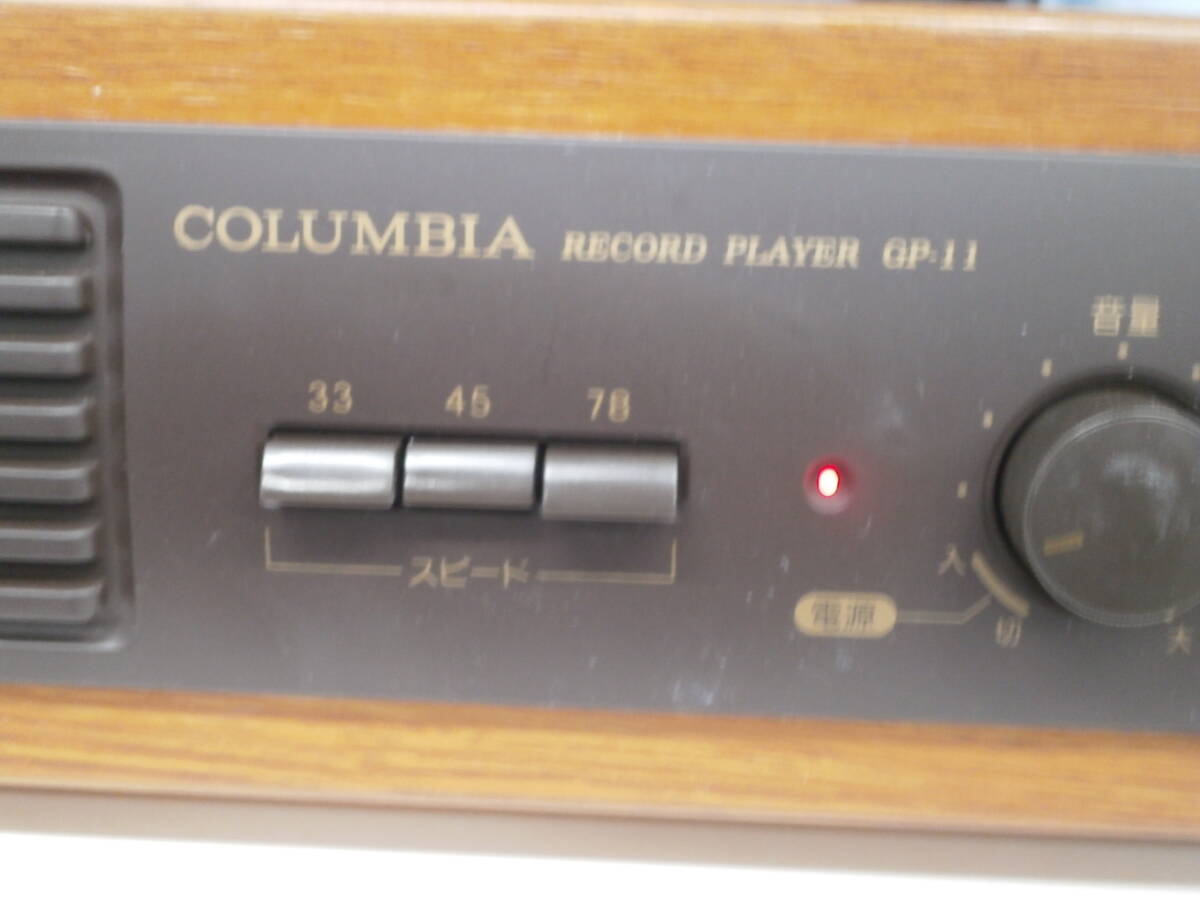 COLUMBIA RECORD PLAYER GP-11
音量
33 45 78
スピード
入
電源
切
大